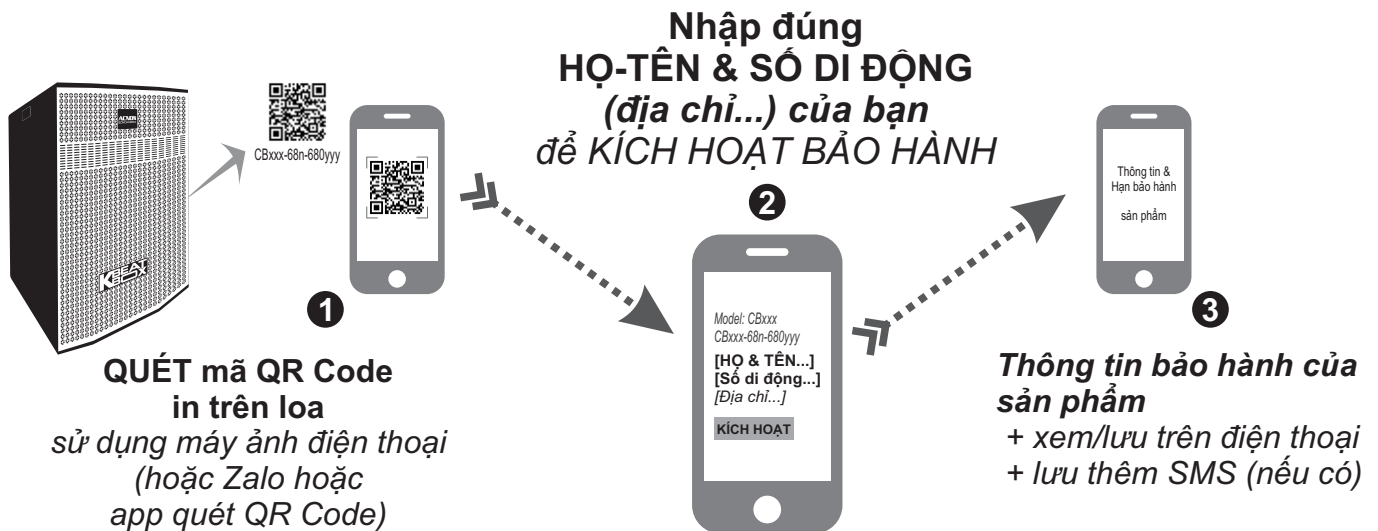 Nhập đúng
HỌ-TÊN & SỐ DI ĐỘNG
(địa chỉ...) của bạn
để KÍCH HOẠT BẢO HÀNH
ACNOS
KBEATBOX
CBxxx-68n-680yyy
1
QUÉT mã QR Code
in trên loa
sử dụng máy ảnh điện thoại
(hoặc Zalo hoặc
app quét QR Code)
2
Model: CBxxx
CBxxx-68n-680yyy
[HỌ & TÊN...]
[Số di động...]
[Địa chỉ...]
KÍCH HOẠT
Thông tin &
Hạn bảo hành
sản phẩm
3
Thông tin bảo hành của
sản phẩm
+ xem/lưu trên điện thoại
+ lưu thêm SMS (nếu có)